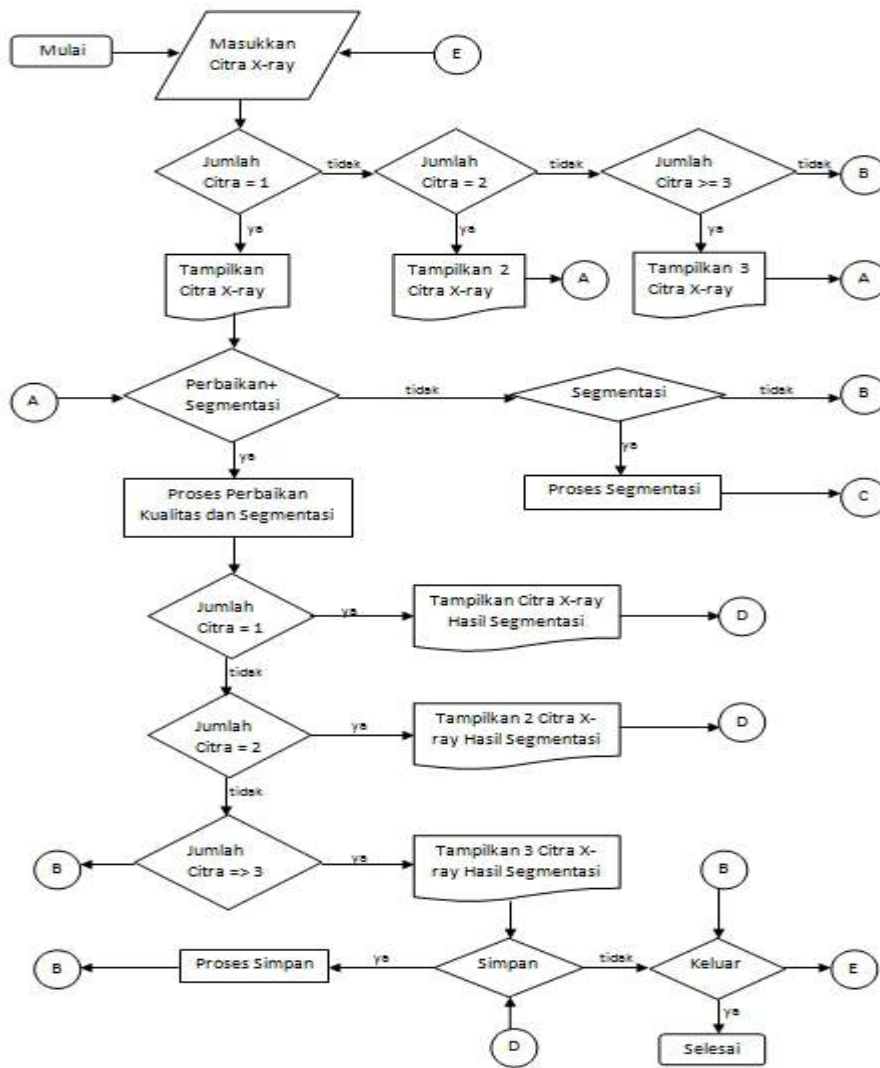 Mulai
Masukkan
Citra X-ray
E
Jumlah
Citra = 1
tidak
Jumlah
Citra = 2
tidak
Jumlah
Citra >= 3
tidak
B
ya
ya
ya
Tampilkan
Citra X-ray
Tampilkan 2
Citra X-ray
A
Tampilkan 3
Citra X-ray
A
A
Perbaikan+
Segmentasi
tidak
Segmentasi
tidak
B
ya
ya
Proses Perbaikan
Kualitas dan Segmentasi
Proses Segmentasi
C
Jumlah
Citra = 1
ya
Tampilkan Citra X-ray
Hasil Segmentasi
D
tidak
Jumlah
Citra = 2
ya
Tampilkan 2 Citra X-
ray Hasil Segmentasi
D
tidak
B
Jumlah
Citra => 3
ya
Tampilkan 3 Citra X-
ray Hasil Segmentasi
B
B
Proses Simpan
ya
Simpan
tidak
Keluar
E
ya
D
Selesai